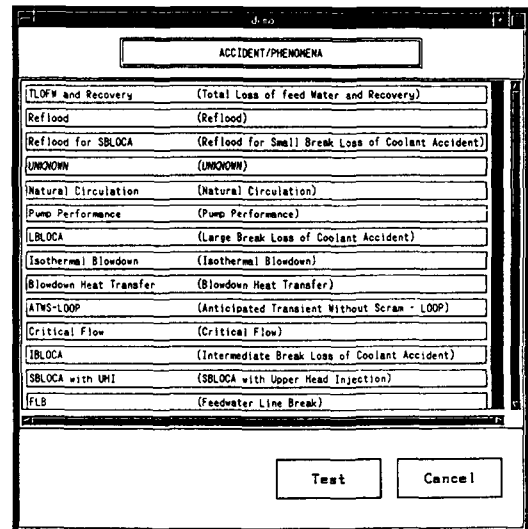 demo
ACCIDENT/PHENOMENA
TLOFW and Recovery (Total Loss of feed Water and Recovery)
Reflood (Reflood)
Reflood for SBLOCA (Reflood for Small Break Loss of Coolant Accident)
UNKNOWN (UNKNOWN)
Natural Circulation (Natural Circulation)
Pump Performance (Pump Performance)
LBLOCA (Large Break Loss of Coolant Accident)
Isothermal Blowdown (Isothermal Blowdown)
Blowdown Heat Transfer (Blowdown Heat Transfer)
ATWS-LOOP (Anticipated Transient Without Scram - LOOP)
Critical Flow (Critical Flow)
IBLOCA (Intermediate Break Loss of Coolant Accident)
SBLOCA with UHI (SBLOCA with Upper Head Injection)
FLB (Feedwater Line Break)
Test Cancel